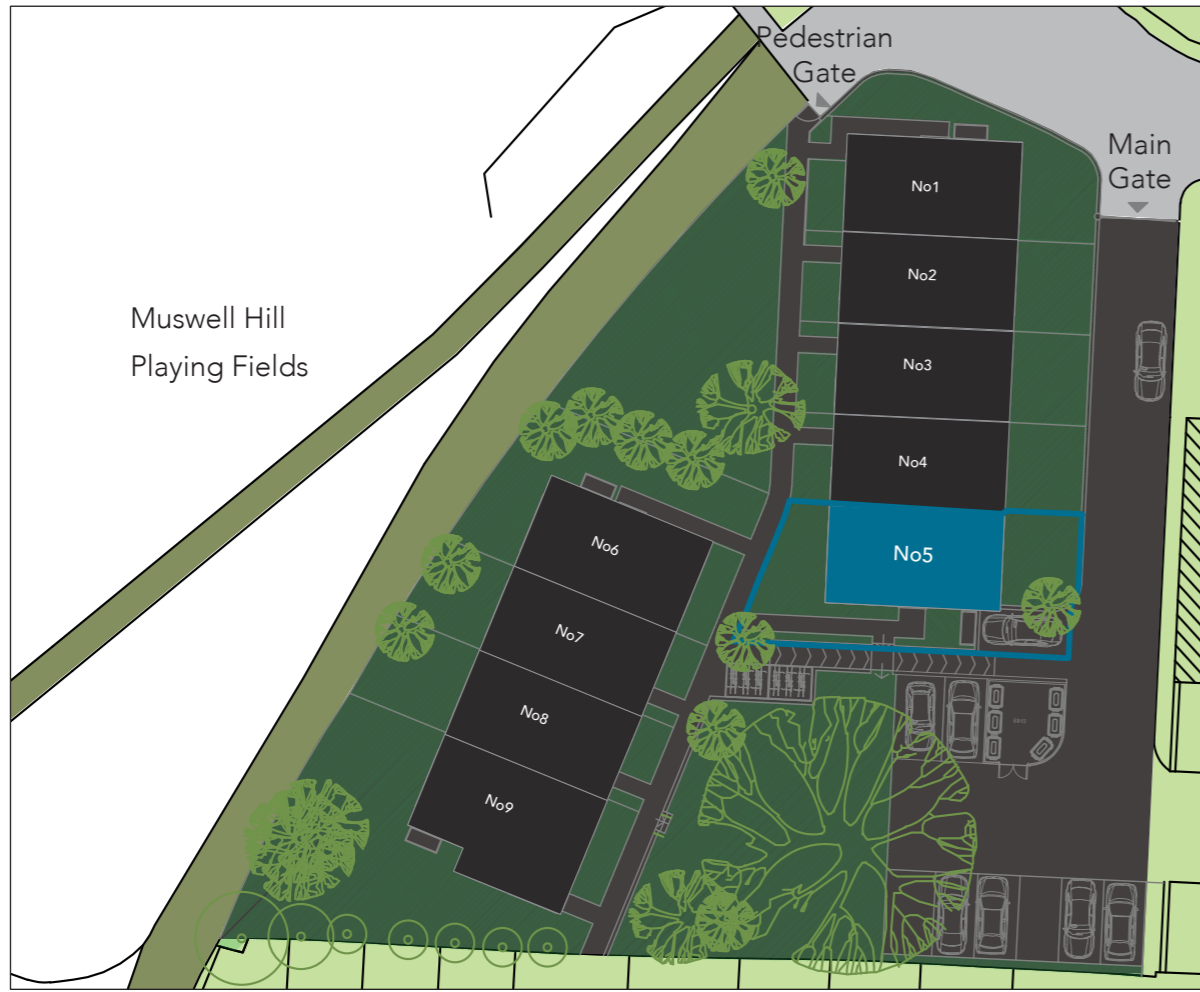 Pedestrian
Gate
Main
Gate
No1
No2
Muswell Hill
Playing Fields
No3
No4
No5
No6
No7
No8
No9